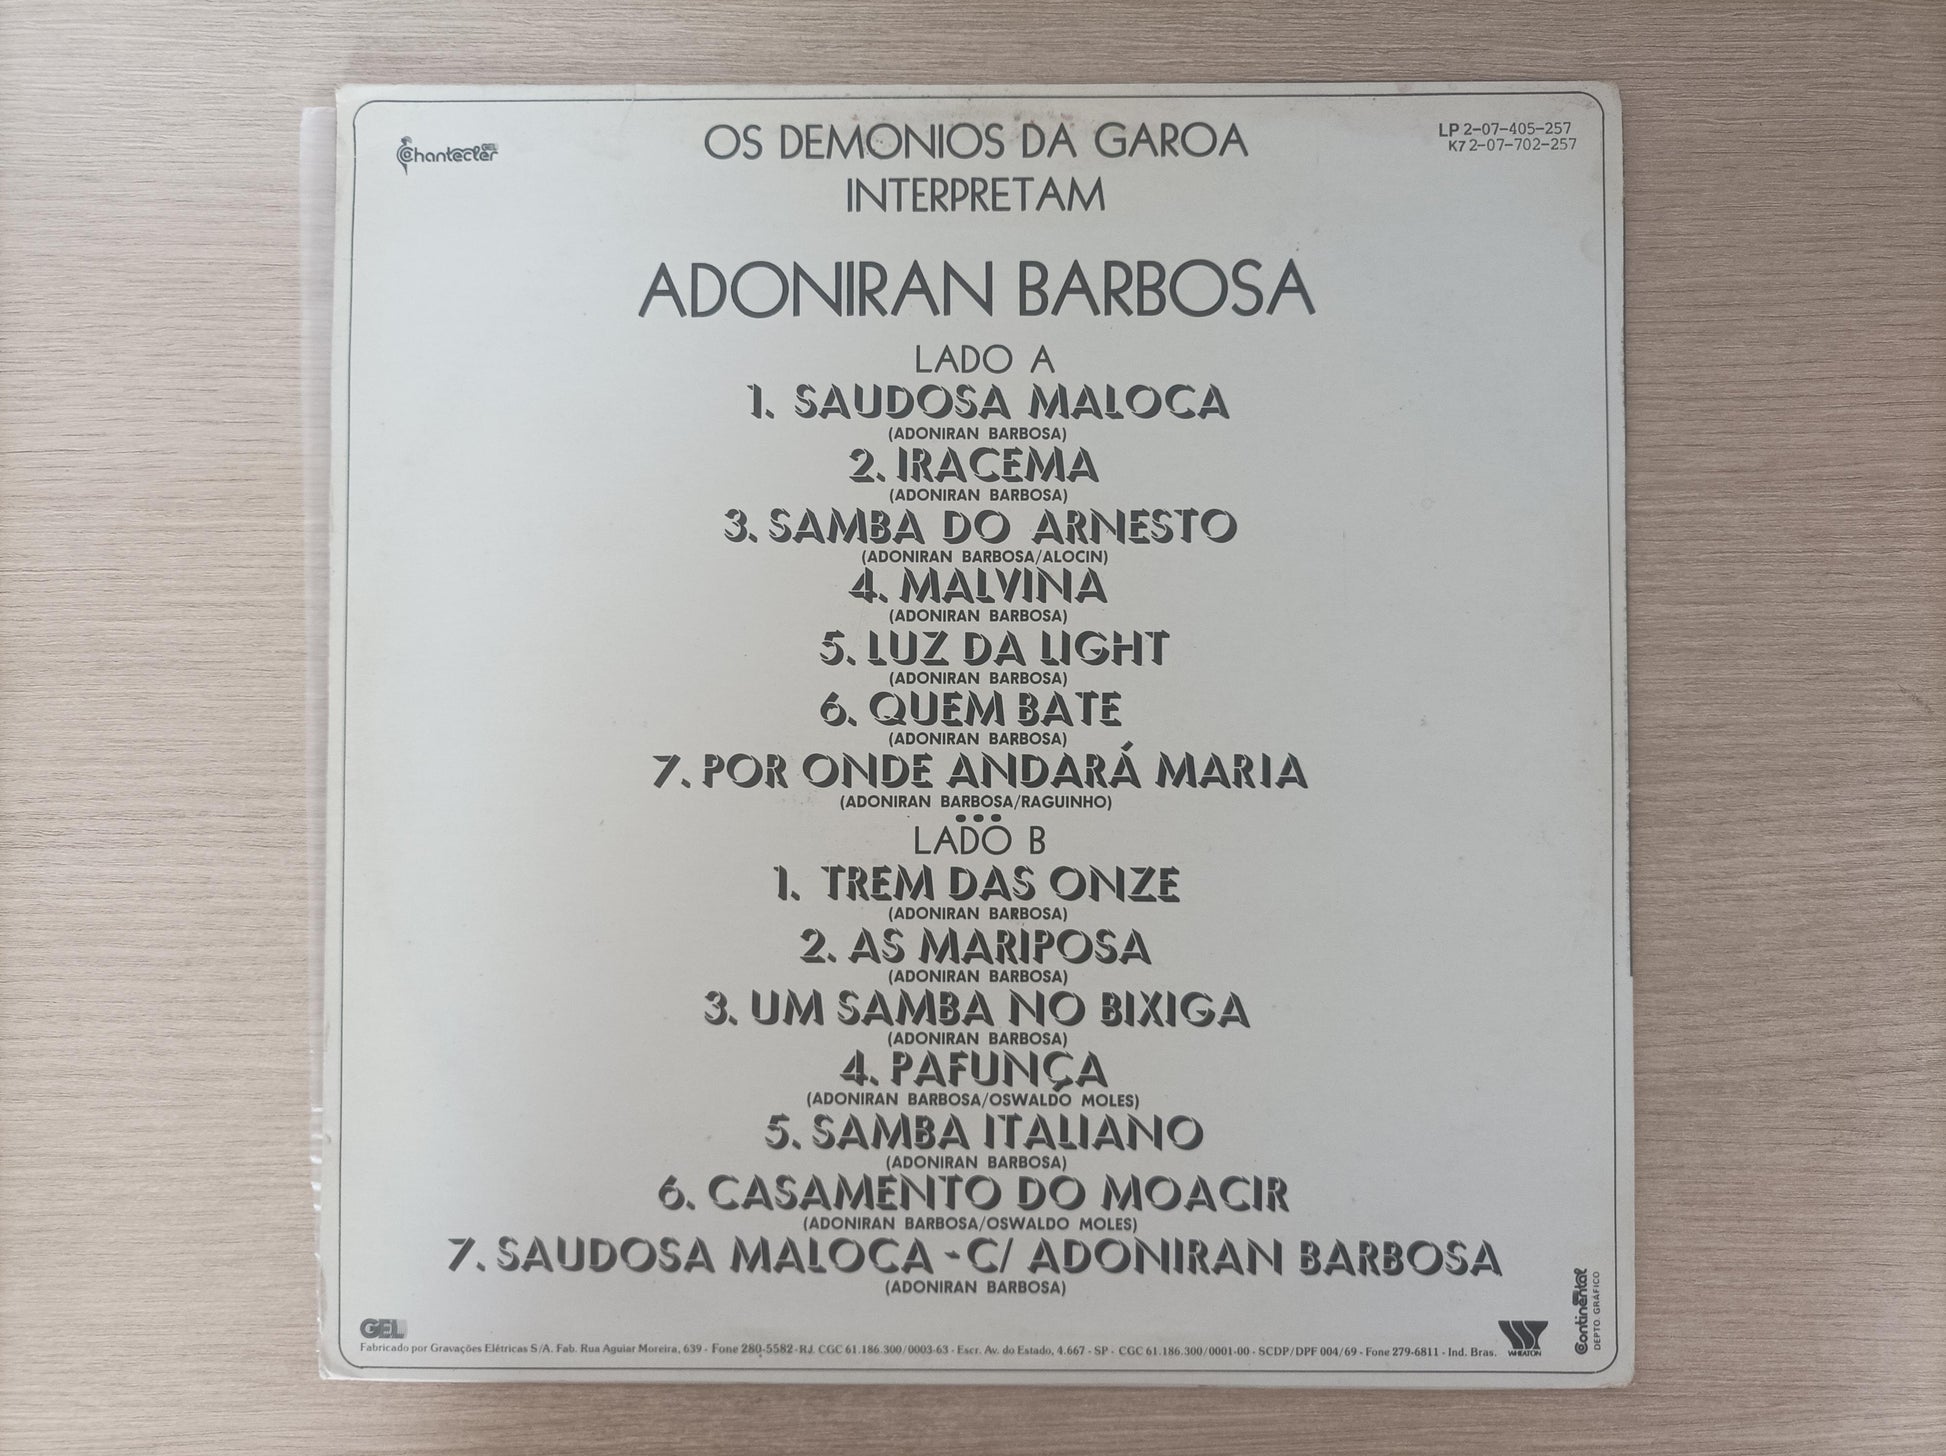 Chantecler GEL
OS DEMONIOS DA GAROA
INTERPRETAM
LP 2-07-405-257
K7 2-07-702-257
ADONIRAN BARBOSA
LADO A
1. SAUDOSA MALOCA
(ADONIRAN BARBOSA)
2. IRACEMA
(ADONIRAN BARBOSA)
3. SAMBA DO ARNESTO
(ADONIRAN BARBOSA/ALOCIN)
4. MALVINA
(ADONIRAN BARBOSA)
5. LUZ DA LIGHT
(ADONIRAN BARBOSA)
6. QUEM BATE
(ADONIRAN BARBOSA)
7. POR ONDE ANDARÁ MARIA
(ADONIRAN BARBOSA/RAGUINHO)
•••
LADO B
1. TREM DAS ONZE
(ADONIRAN BARBOSA)
2. AS MARIPOSA
(ADONIRAN BARBOSA)
3. UM SAMBA NO BIXIGA
(ADONIRAN BARBOSA)
4. PAFUNÇA
(ADONIRAN BARBOSA/OSWALDO MOLES)
5. SAMBA ITALIANO
(ADONIRAN BARBOSA)
6. CASAMENTO DO MOACIR
(ADONIRAN BARBOSA/OSWALDO MOLES)
7. SAUDOSA MALOCA - C/ ADONIRAN BARBOSA
(ADONIRAN BARBOSA)
GEL
Fabricado por Gravações Elétricas S/A. Fab. Rua Aguiar Moreira, 639 - Fone 280-5582 - RJ. CGC 61.186.300/0003-63 - Escr. Av. do Estado, 4.667 - SP - CGC 61.186.300/0001-00 - SCDP/DPF 004/69 - Fone 279-6811 - Ind. Bras.
WHEATON
Continental
DEPTO. GRÁFICO